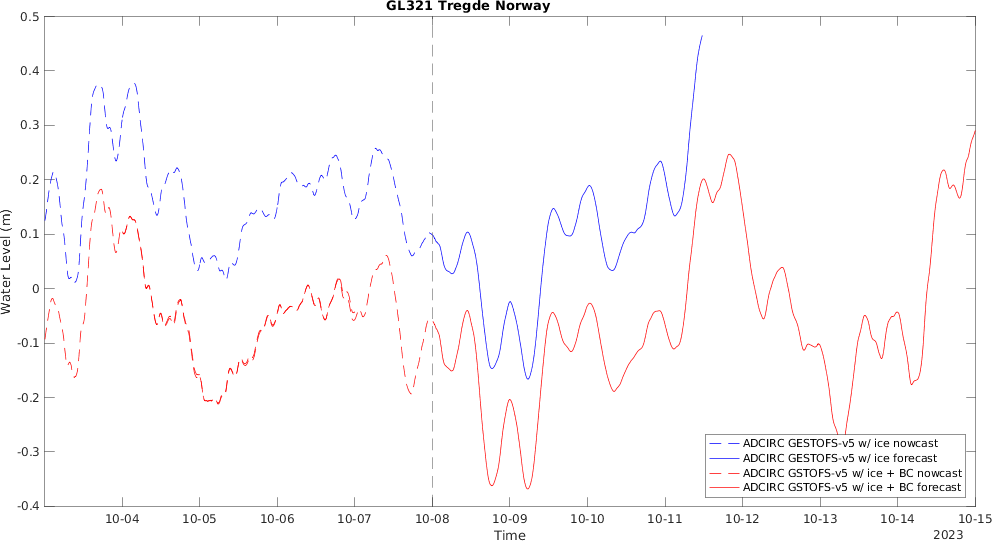 GL321 Tregde Norway
0.5
0.4
0.3
0.2
0.1
0
-0.1
-0.2
-0.3
-0.4
Water Level (m)
ADCIRC GESTOFS-v5 w/ ice nowcast
ADCIRC GESTOFS-v5 w/ ice forecast
ADCIRC GSTOFS-v5 w/ ice + BC nowcast
ADCIRC GSTOFS-v5 w/ ice + BC forecast
10-04 10-05 10-06 10-07 10-08 10-09 10-10 10-11 10-12 10-13 10-14 10-15
Time
2023